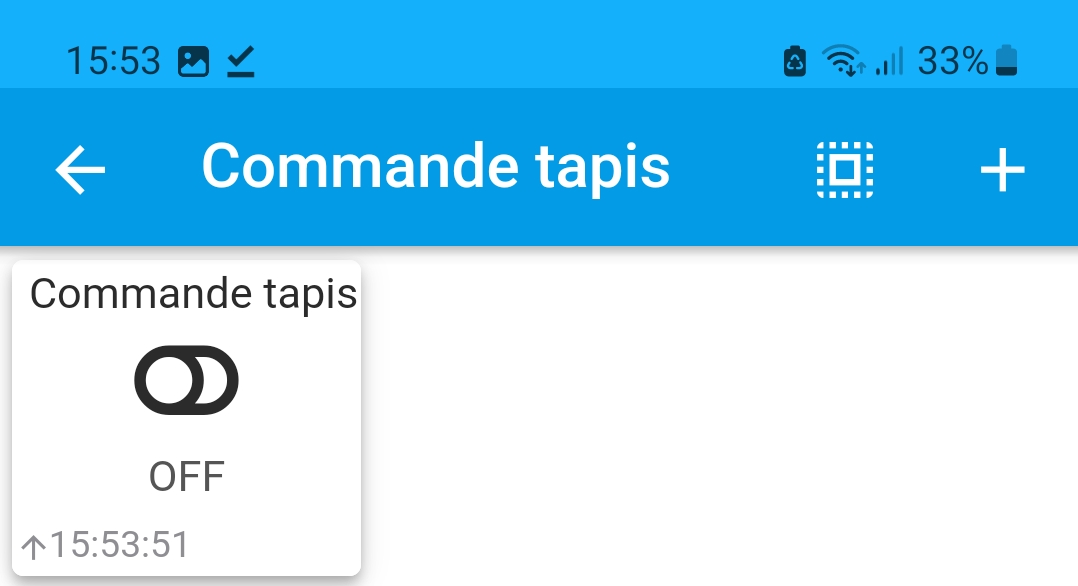 15:53 33%
Commande tapis
Commande tapis
OFF
15:53:51